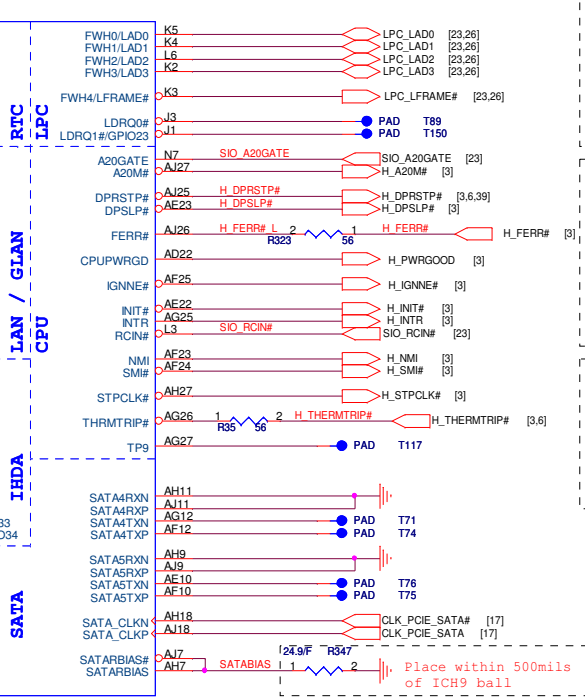 FWH0/LAD0 K5 LPC_LAD0 [23,26]
FWH1/LAD1 K4 LPC_LAD1 [23,26]
FWH2/LAD2 L6 LPC_LAD2 [23,26]
FWH3/LAD3 K2 LPC_LAD3 [23,26]
FWH4/LFRAME# K3 LPC_LFRAME# [23,26]
RTC
LPC
LDRQ0# J3 PAD T89
LDRQ1#/GPIO23 J1 PAD T150
A20GATE N7 SIO_A20GATE SIO_A20GATE [23]
A20M# AJ27 H_A20M# [3]
DPRSTP# AJ25 H_DPRSTP# H_DPRSTP# [3,6,39]
DPSLP# AE23 H_DPSLP# H_DPSLP# [3]
FERR# AJ26 H_FERR#_L 2 1 H_FERR# H_FERR# [3]
R323 56
CPUPWRGD AD22 H_PWRGOOD [3]
IGNNE# AF25 H_IGNNE# [3]
LAN / GLAN
CPU
INIT# AE22 H_INIT# [3]
INTR AG25 H_INTR [3]
RCIN# L3 SIO_RCIN# SIO_RCIN# [23]
NMI AF23 H_NMI [3]
SMI# AF24 H_SMI# [3]
STPCLK# AH27 H_STPCLK# [3]
THRMTRIP# AG26 1 2 H_THERMTRIP# H_THERMTRIP# [3,6]
R35 56
TP9 AG27 PAD T117
IHDA
SATA4RXN AH11
SATA4RXP AJ11
SATA4TXN AG12 PAD T71
SATA4TXP AF12 PAD T74
33
D34
SATA5RXN AH9
SATA5RXP AJ9
SATA5TXN AE10 PAD T76
SATA5TXP AF10 PAD T75
SATA
SATA_CLKN AH18 CLK_PCIE_SATA# [17]
SATA_CLKP AJ18 CLK_PCIE_SATA [17]
24.9/F R347
SATARBIAS# AJ7
SATARBIAS AH7 SATABIAS 1 2
Place within 500mils
of ICH9 ball